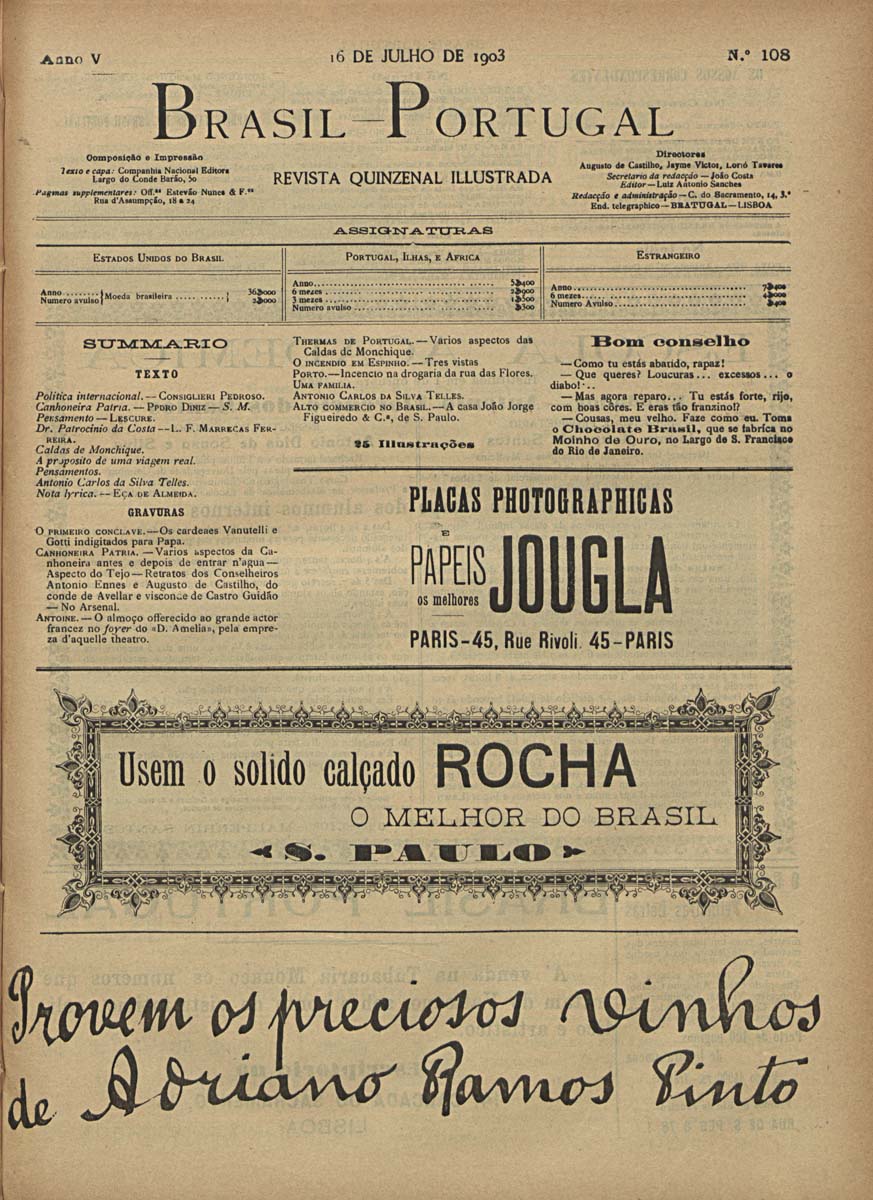 Anno V
16 DE JULHO DE 1903
N.º 108
BRASIL-PORTUGAL
Composição e Impressão
Texto e capa: Companhia Nacional Editora
Largo do Conde Barão, 50
Paginas supplementares: Off.as Estevão Nunes & F.os
Rua d'Assumpção, 18 a 24
REVISTA QUINZENAL ILLUSTRADA
Directores
Augusto de Castilho, Jayme Victor, Lorjó Tavares
Secretario da redacção — João Costa
Editor — Luiz Antonio Sanches
Redacção e administração — C. do Sacramento, 14, 3.º
End. telegraphico — BRATUGAL — LISBOA
ASSIGNATURAS
ESTADOS UNIDOS DO BRASIL
Anno ........ } Moeda brasileira ............ { 36$000
Numero avulso } { 2$000
PORTUGAL, ILHAS, E AFRICA
Anno............ 5$400
6 mezes............ 2$900
3 mezes............ 1$500
Numero avulso............ $300
ESTRANGEIRO
Anno............ 7$400
6 mezes............ 4$000
Numero Avulso............ $400
SUMMARIO
TEXTO
Politica internacional. — CONSIGLIERI PEDROSO.
Canhoneira Patria. — PEDRO DINIZ — S. M.
Pensamento — LESCURE.
Dr. Patrocinio da Costa — L. F. MARRECAS FER-
REIRA.
Caldas de Monchique.
A proposito de uma viagem real.
Pensamentos.
Antonio Carlos da Silva Telles.
Nota lyrica. — EÇA DE ALMEIDA.
GRAVURAS
O PRIMEIRO CONCLAVE. — Os cardeaes Vanutelli e
Gotti indigitados para Papa.
CANHONEIRA PATRIA. — Varios aspectos da Ca-
nhoneira antes e depois de entrar n'agua —
Aspecto do Tejo — Retratos dos Conselheiros
Antonio Ennes e Augusto de Castilho, do
conde de Avellar e visconde de Castro Guidão
— No Arsenal.
ANTOINE. — O almoço offerecido ao grande actor
francez no foyer do «D. Amelia», pela empre-
za d'aquelle theatro.
THERMAS DE PORTUGAL. — Vários aspectos das
Caldas de Monchique.
O INCENDIO EM ESPINHO. — Tres vistas
PORTO. — Incencio na drogaria da rua das Flores.
UMA FAMILIA.
ANTONIO CARLOS DA SILVA TELLES.
ALTO COMMERCIO NO BRASIL. — A casa João Jorge
Figueiredo & C.ª, de S. Paulo.
25 Illustrações
Bom conselho
— Como tu estás abatido, rapaz!
— Que queres? Loucuras... excessos... o
diabo!...
— Mas agora reparo... Tu estás forte, rijo,
com boas côres. E eras tão franzino!?
— Cousas, meu velho. Faze como eu. Toma
o Chocolate Brasil, que se fabrica no
Moinho de Ouro, no Largo de S. Francisco
do Rio de Janeiro.
PLACAS PHOTOGRAPHICAS
E
PAPEIS JOUGLA
os melhores
PARIS-45, Rue Rivoli. 45-PARIS
Usem o solido calçado ROCHA
O MELHOR DO BRASIL
S. PAULO
Provem os preciosos vinhos
de Adriano Ramos Pinto